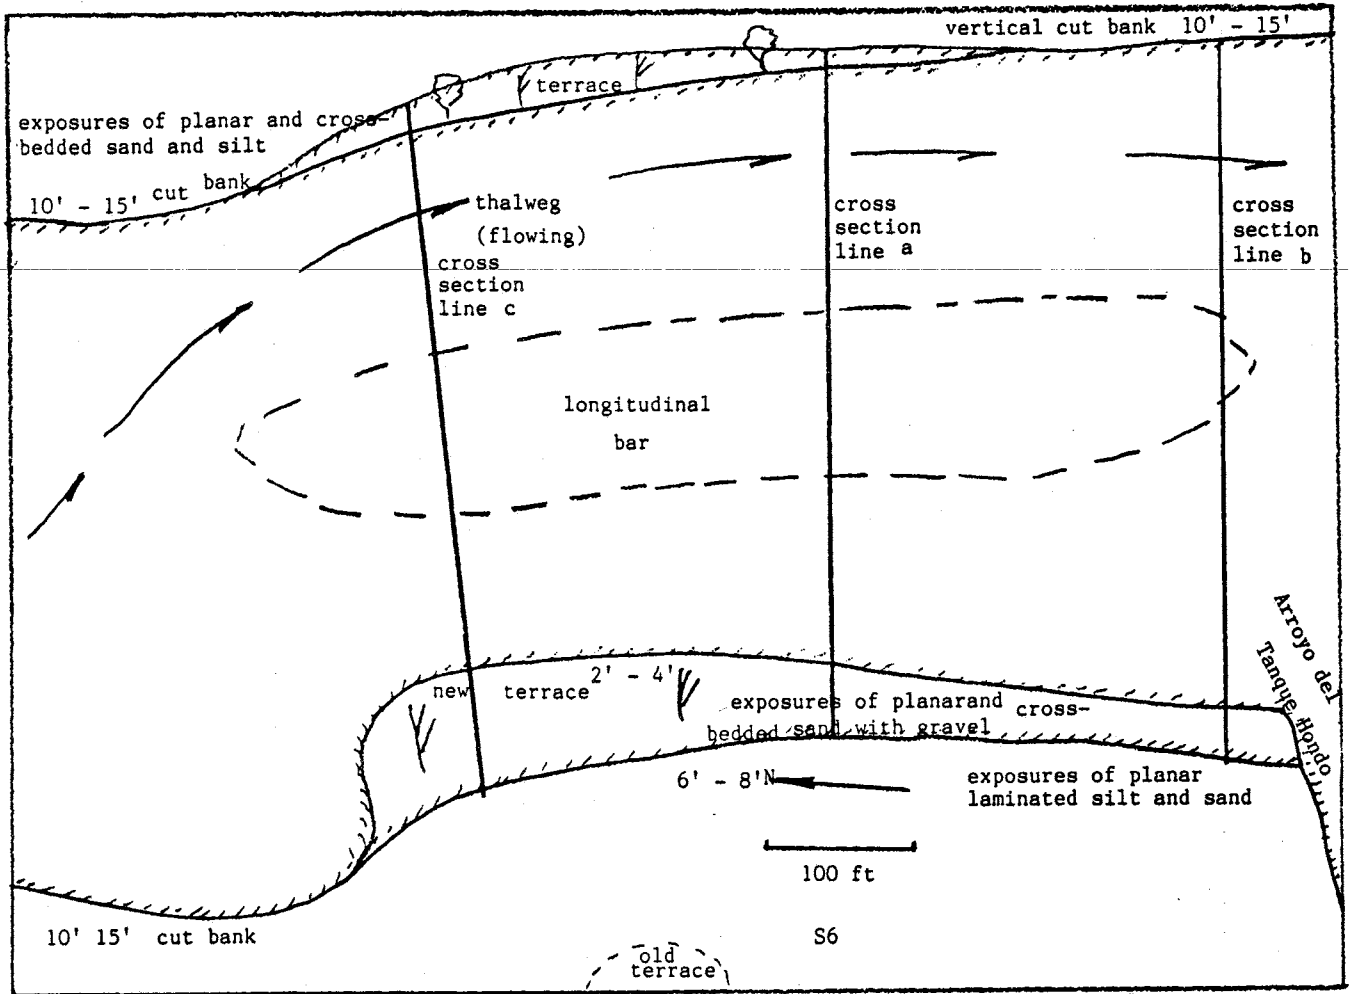 vertical cut bank 10' - 15'
terrace
exposures of planar and cross-
bedded sand and silt
10' - 15' cut bank
thalweg
(flowing)
cross
section
line a
cross
section
line b
cross
section
line c
longitudinal
bar
Arroyo del
Tanque Hondo
new terrace 2' - 4'
exposures of planarand cross-
bedded sand with gravel
6' - 8' N
exposures of planar
laminated silt and sand
100 ft
10' 15' cut bank
S6
old
terrace